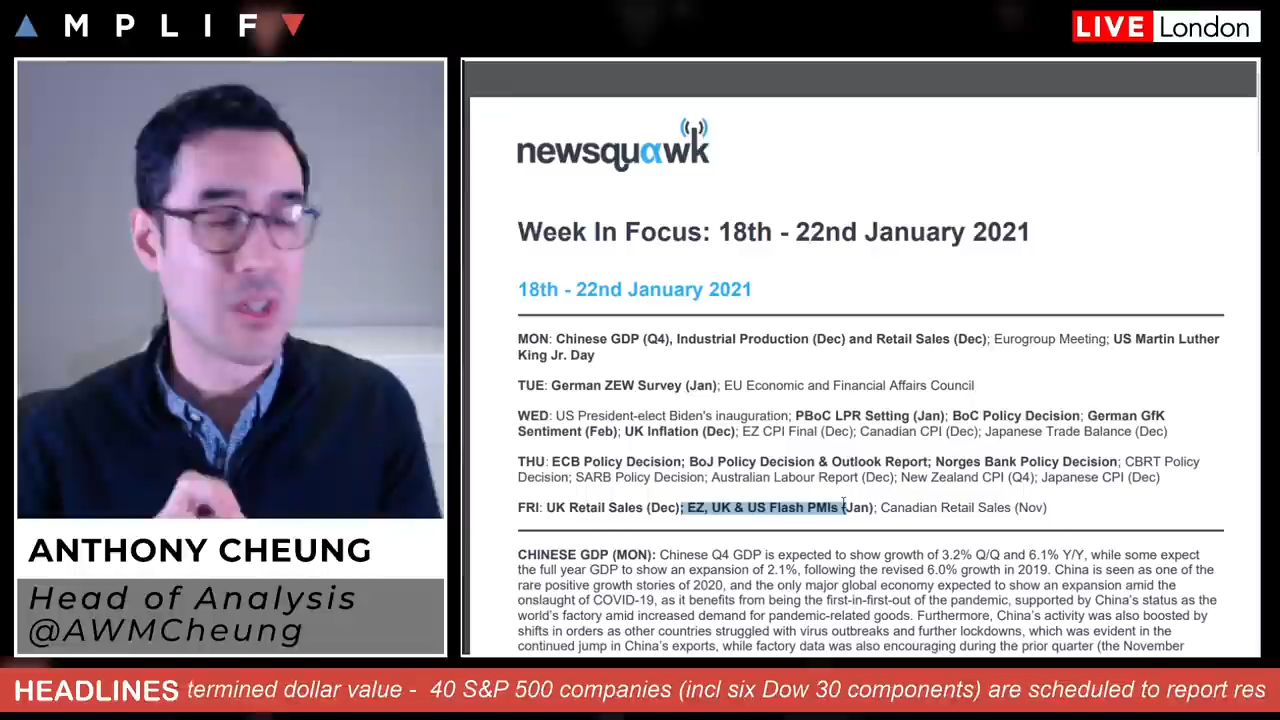 AMPLIFY
LIVE London
newsquawk
Week In Focus: 18th - 22nd January 2021
18th - 22nd January 2021
MON: Chinese GDP (Q4), Industrial Production (Dec) and Retail Sales (Dec); Eurogroup Meeting; US Martin Luther
King Jr. Day
TUE: German ZEW Survey (Jan); EU Economic and Financial Affairs Council
WED: US President-elect Biden's inauguration; PBoC LPR Setting (Jan); BoC Policy Decision; German GfK
Sentiment (Feb); UK Inflation (Dec); EZ CPI Final (Dec); Canadian CPI (Dec); Japanese Trade Balance (Dec)
THU: ECB Policy Decision; BoJ Policy Decision & Outlook Report; Norges Bank Policy Decision; CBRT Policy
Decision; SARB Policy Decision; Australian Labour Report (Dec); New Zealand CPI (Q4); Japanese CPI (Dec)
FRI: UK Retail Sales (Dec); EZ, UK & US Flash PMIs (Jan); Canadian Retail Sales (Nov)
CHINESE GDP (MON): Chinese Q4 GDP is expected to show growth of 3.2% Q/Q and 6.1% Y/Y, while some expect
the full year GDP to show an expansion of 2.1%, following the revised 6.0% growth in 2019. China is seen as one of the
rare positive growth stories of 2020, and the only major global economy expected to show an expansion amid the
onslaught of COVID-19, as it benefits from being the first-in-first-out of the pandemic, supported by China's status as the
world's factory amid increased demand for pandemic-related goods. Furthermore, China's activity was also boosted by
shifts in orders as other countries struggled with virus outbreaks and further lockdowns, which was evident in the
continued jump in China's exports, while factory data was also encouraging during the prior quarter (the November
ANTHONY CHEUNG
Head of Analysis
@AWMCheung
HEADLINES termined dollar value - 40 S&P 500 companies (incl six Dow 30 components) are scheduled to report res